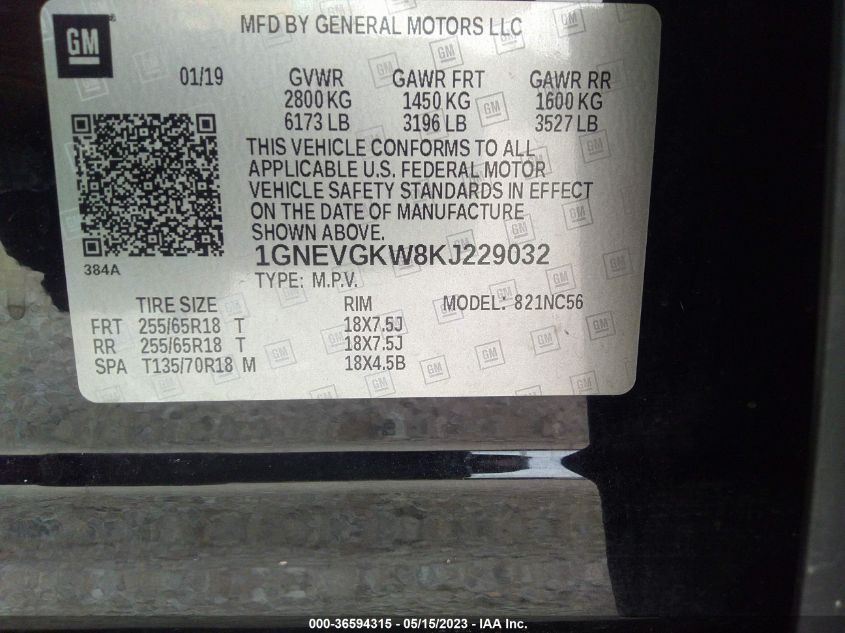 GM
MFD BY GENERAL MOTORS LLC
01/19 GVWR GAWR FRT GAWR RR
2800 KG 1450 KG 1600 KG
6173 LB 3196 LB 3527 LB
THIS VEHICLE CONFORMS TO ALL
APPLICABLE U.S. FEDERAL MOTOR
VEHICLE SAFETY STANDARDS IN EFFECT
ON THE DATE OF MANUFACTURE
SHOWN ABOVE.
384A
1GNEVGKW8KJ229032
TYPE: M.P.V.
TIRE SIZE RIM MODEL: 821NC56
FRT 255/65R18 T 18X7.5J
RR 255/65R18 T 18X7.5J
SPA T135/70R18 M 18X4.5B
000-36594315 - 05/15/2023 - © IAA Inc.